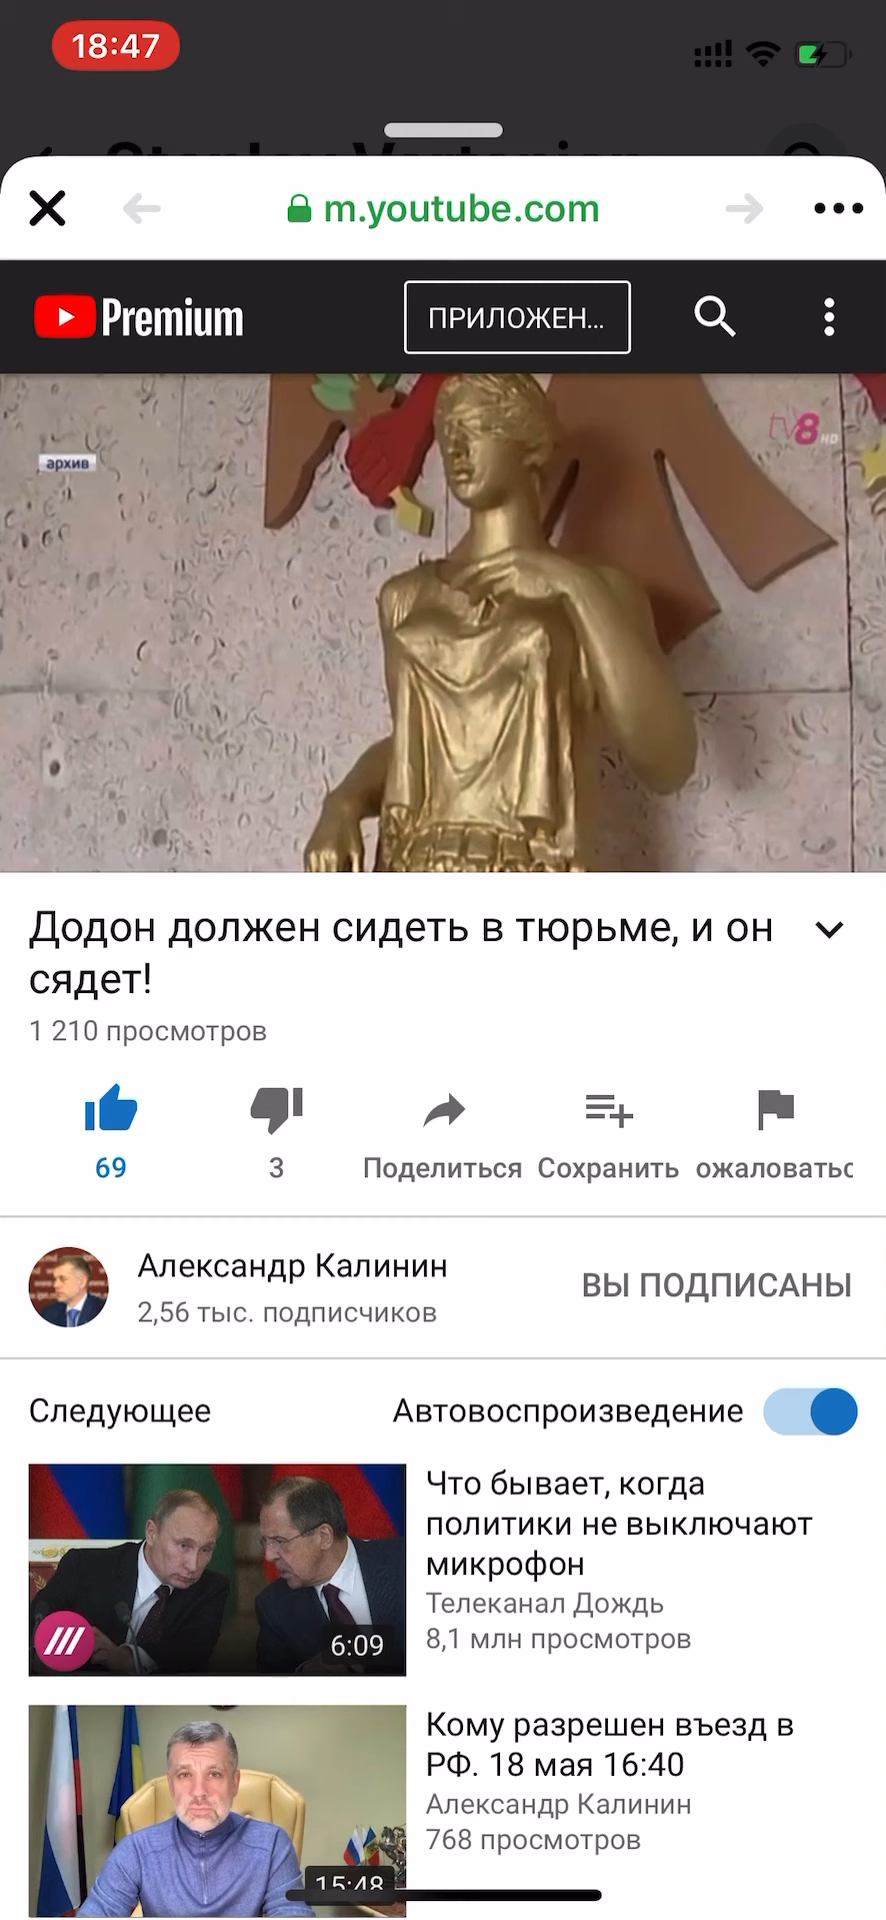 18:47
m.youtube.com
Premium
ПРИЛОЖЕН...
tv8 HD
архив
Додон должен сидеть в тюрьме, и он
сядет!
1 210 просмотров
69
3
Поделиться
Сохранить
ожаловатьс
Александр Калинин
2,56 тыс. подписчиков
ВЫ ПОДПИСАНЫ
Следующее
Автовоспроизведение
6:09
Что бывает, когда
политики не выключают
микрофон
Телеканал Дождь
8,1 млн просмотров
15:48
Кому разрешен въезд в
РФ. 18 мая 16:40
Александр Калинин
768 просмотров